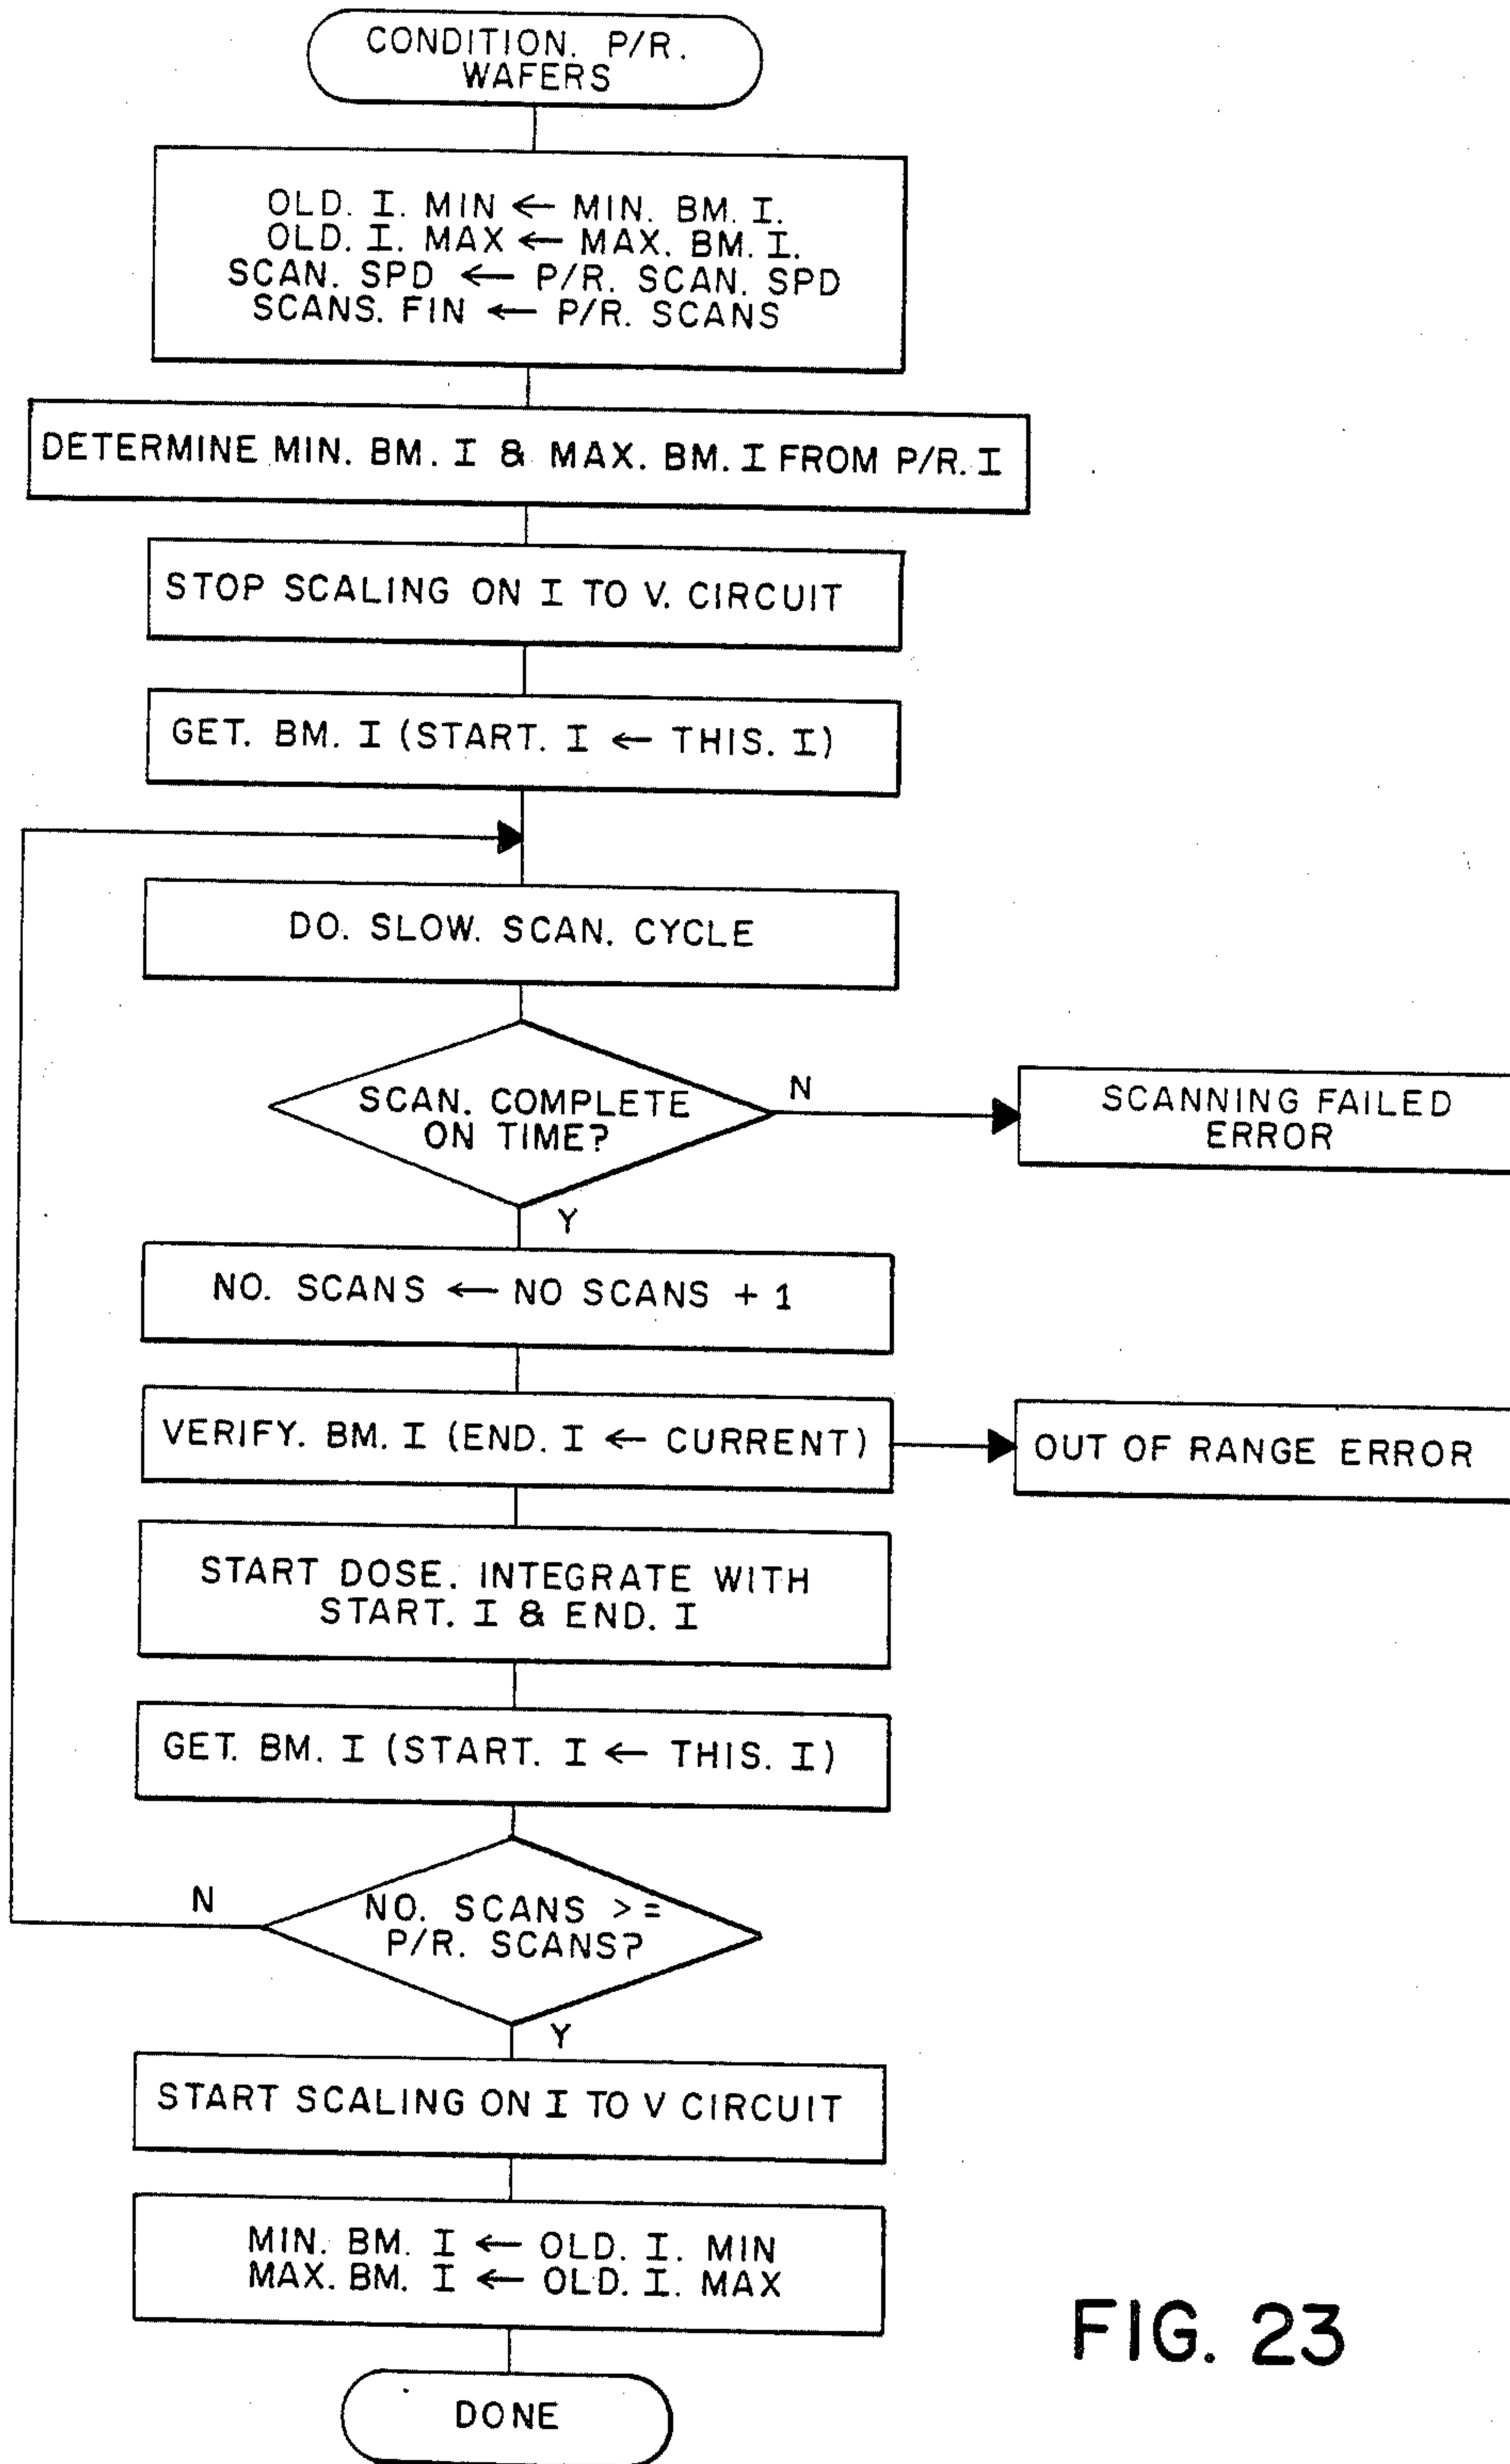 CONDITION. P/R.
WAFERS
OLD. I. MIN ← MIN. BM. I.
OLD. I. MAX ← MAX. BM. I.
SCAN. SPD ← P/R. SCAN. SPD
SCANS. FIN ← P/R. SCANS
DETERMINE MIN. BM. I & MAX. BM. I FROM P/R. I
STOP SCALING ON I TO V. CIRCUIT
GET. BM. I (START. I ← THIS. I)
DO. SLOW. SCAN. CYCLE
SCAN. COMPLETE
ON TIME?
N
SCANNING FAILED
ERROR
Y
NO. SCANS ← NO SCANS + 1
VERIFY. BM. I (END. I ← CURRENT)
OUT OF RANGE ERROR
START DOSE. INTEGRATE WITH
START. I & END. I
GET. BM. I (START. I ← THIS. I)
N
NO. SCANS >=
P/R. SCANS?
Y
START SCALING ON I TO V CIRCUIT
MIN. BM. I ← OLD. I. MIN
MAX. BM. I ← OLD. I. MAX
DONE
FIG. 23